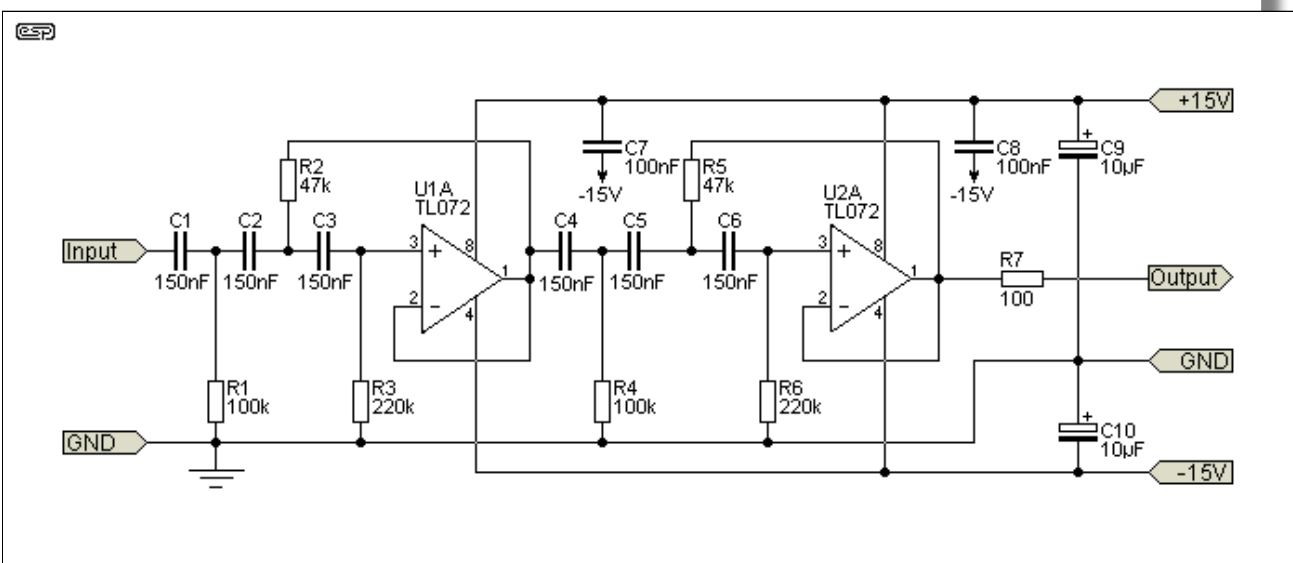 esp
+15V
C7
100nF
-15V
C8
100nF
-15V
+
C9
10µF
R2
47k
R5
47k
U1A
TL072
U2A
TL072
C1
C2
C3
C4
C5
C6
Input
150nF
150nF
150nF
3
+
8
1
2
-
4
150nF
150nF
150nF
3
+
8
1
2
-
4
R7
100
Output
GND
R1
100k
R3
220k
R4
100k
R6
220k
+
C10
10µF
GND
-15V